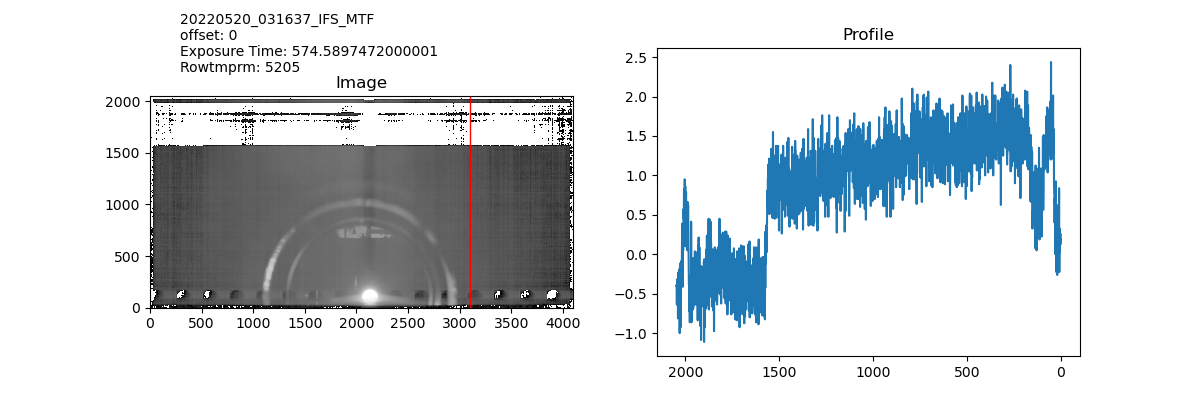 20220520_031637_IFS_MTF
offset: 0
Exposure Time: 574.5897472000001
Rowtmprm: 5205
Image
2000
1500
1000
500
0
0 500 1000 1500 2000 2500 3000 3500 4000
Profile
2.5
2.0
1.5
1.0
0.5
0.0
−0.5
−1.0
2000 1500 1000 500 0